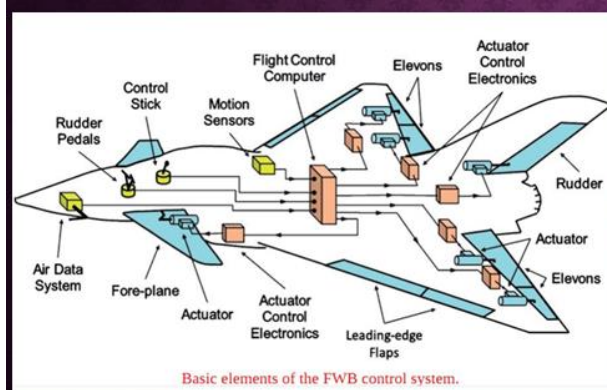 Flight Control
Computer
Elevons
Actuator
Control
Electronics
Control
Stick
Motion
Sensors
Rudder
Pedals
Rudder
Air Data
System
Fore-plane
Actuator
Actuator
Control
Electronics
Leading-edge
Flaps
Actuator
Elevons
Basic elements of the FWB control system.